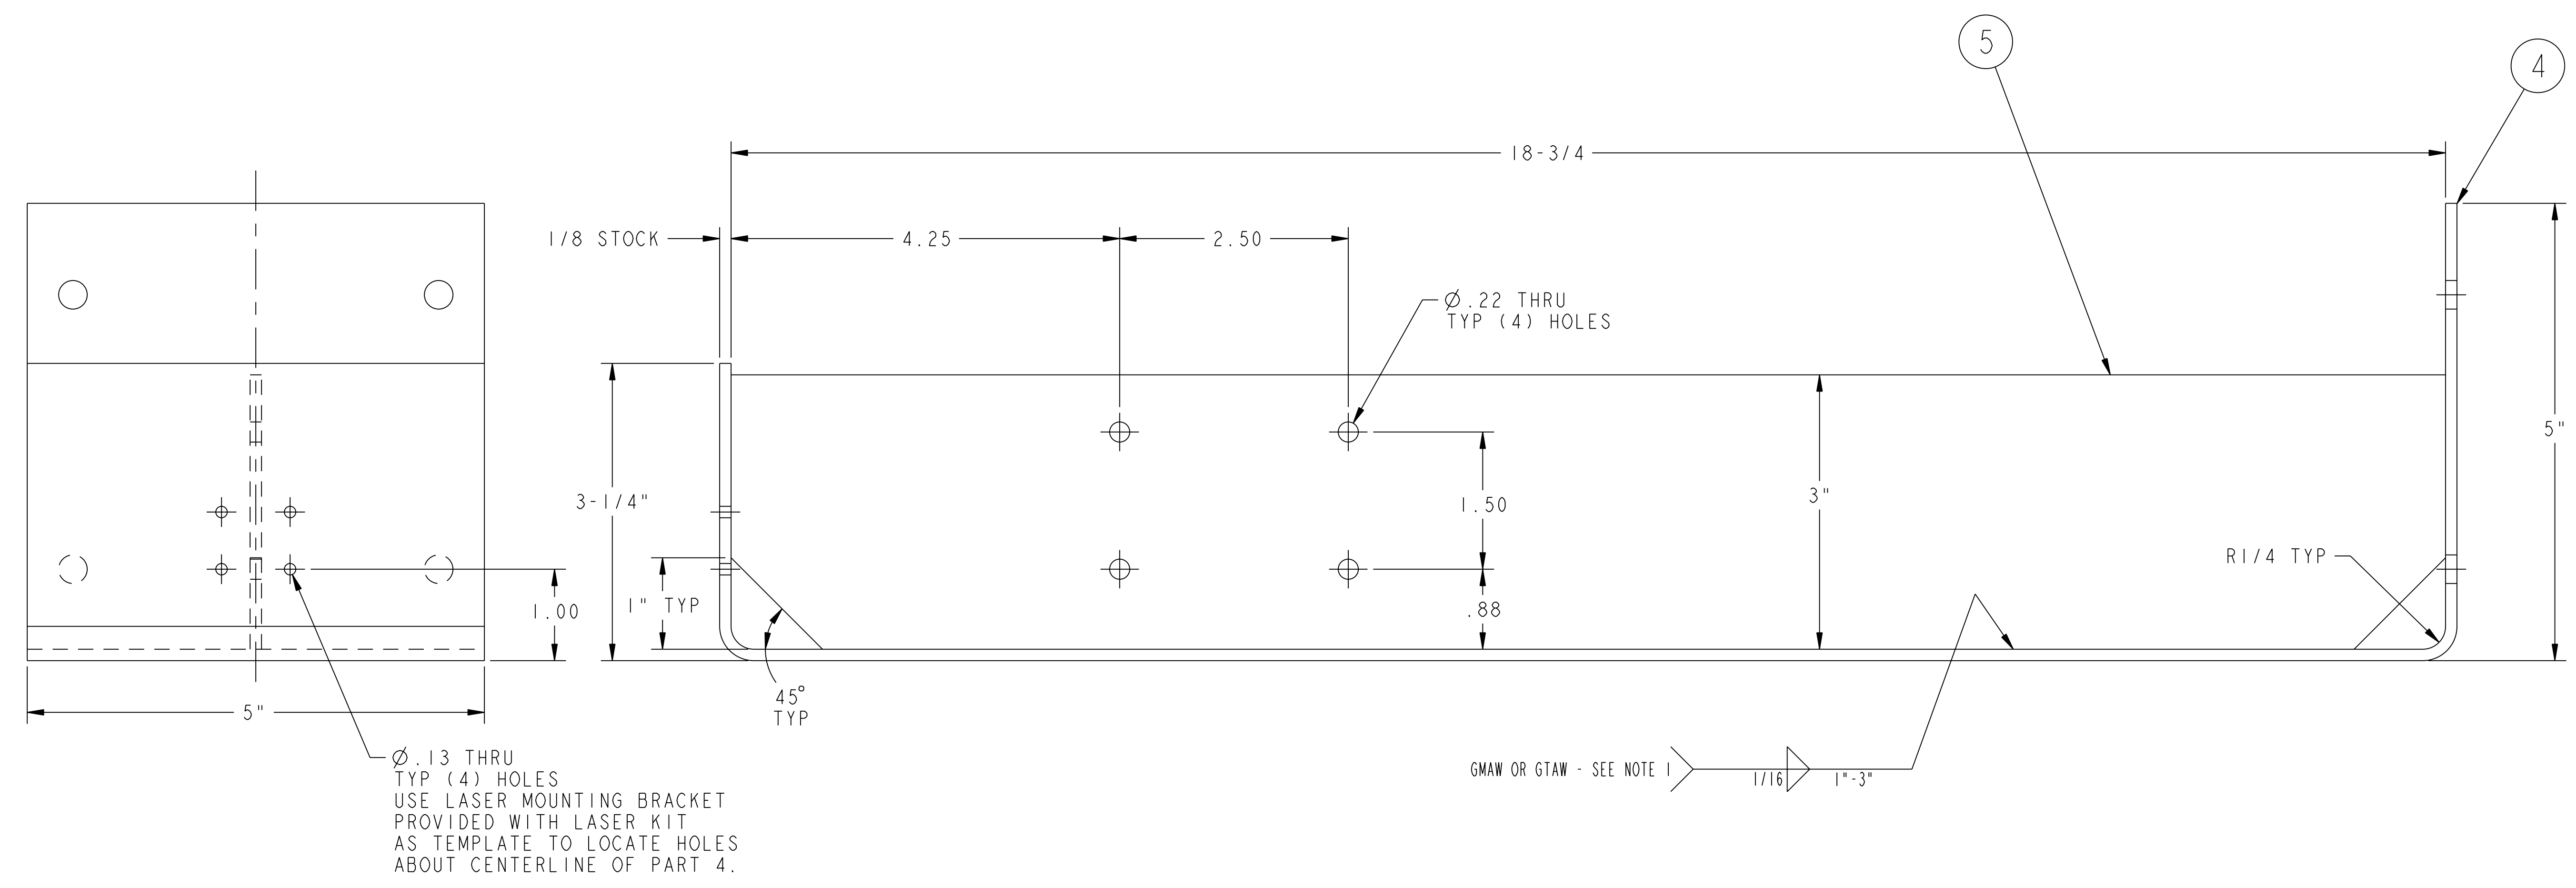 5
4
18-3/4
1/8 STOCK
4.25
2.50
Ø.22 THRU
TYP (4) HOLES
5"
3-1/4"
1.50
3"
R1/4 TYP
1" TYP
1.00
.88
45°
TYP
5"
Ø.13 THRU
TYP (4) HOLES
USE LASER MOUNTING BRACKET
PROVIDED WITH LASER KIT
AS TEMPLATE TO LOCATE HOLES
ABOUT CENTERLINE OF PART 4.
GMAW OR GTAW - SEE NOTE 1
1/16
1"-3"